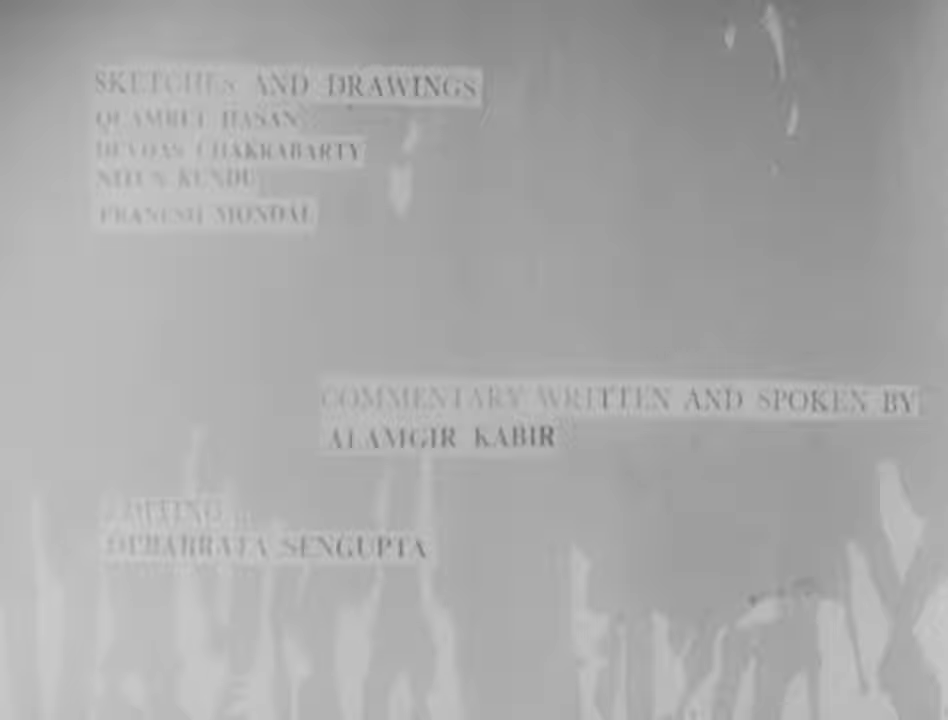 SKETCHES AND DRAWINGS
QUAMRUL HASAN
DEVDAS CHAKRABARTY
NITUN KUNDU
PRANESH MONDAL
COMMENTARY WRITTEN AND SPOKEN BY
ALAMGIR KABIR
EDITING
DEBABRATA SENGUPTA